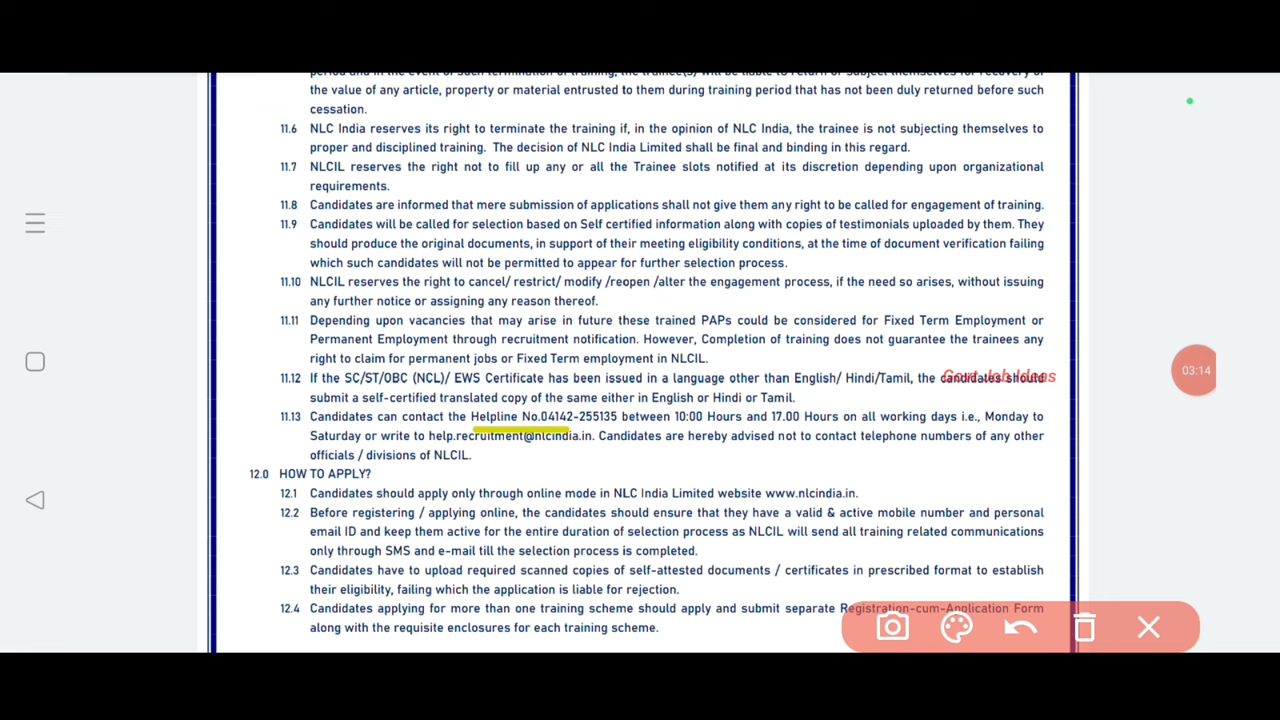 period and in the event of such termination of training, the trainee(s) will be liable to return or subject themselves for recovery of
the value of any article, property or material entrusted to them during training period that has not been duly returned before such
cessation.
11.6 NLC India reserves its right to terminate the training if, in the opinion of NLC India, the trainee is not subjecting themselves to
proper and disciplined training. The decision of NLC India Limited shall be final and binding in this regard.
11.7 NLCIL reserves the right not to fill up any or all the Trainee slots notified at its discretion depending upon organizational
requirements.
11.8 Candidates are informed that mere submission of applications shall not give them any right to be called for engagement of training.
11.9 Candidates will be called for selection based on Self certified information along with copies of testimonials uploaded by them. They
should produce the original documents, in support of their meeting eligibility conditions, at the time of document verification failing
which such candidates will not be permitted to appear for further selection process.
11.10 NLCIL reserves the right to cancel/ restrict/ modify /reopen /alter the engagement process, if the need so arises, without issuing
any further notice or assigning any reason thereof.
11.11 Depending upon vacancies that may arise in future these trained PAPs could be considered for Fixed Term Employment or
Permanent Employment through recruitment notification. However, Completion of training does not guarantee the trainees any
right to claim for permanent jobs or Fixed Term employment in NLCIL.
03:14
11.12 If the SC/ST/OBC (NCL)/ EWS Certificate has been issued in a language other than English/ Hindi/Tamil, the candidates should
Govt Job Ideas
submit a self-certified translated copy of the same either in English or Hindi or Tamil.
11.13 Candidates can contact the Helpline No.04142-255135 between 10:00 Hours and 17.00 Hours on all working days i.e., Monday to
Saturday or write to help.recruitment@nlcindia.in. Candidates are hereby advised not to contact telephone numbers of any other
officials / divisions of NLCIL.
12.0 HOW TO APPLY?
12.1 Candidates should apply only through online mode in NLC India Limited website www.nlcindia.in.
12.2 Before registering / applying online, the candidates should ensure that they have a valid & active mobile number and personal
email ID and keep them active for the entire duration of selection process as NLCIL will send all training related communications
only through SMS and e-mail till the selection process is completed.
12.3 Candidates have to upload required scanned copies of self-attested documents / certificates in prescribed format to establish
their eligibility, failing which the application is liable for rejection.
12.4 Candidates applying for more than one training scheme should apply and submit separate Registration-cum-Application Form
along with the requisite enclosures for each training scheme.